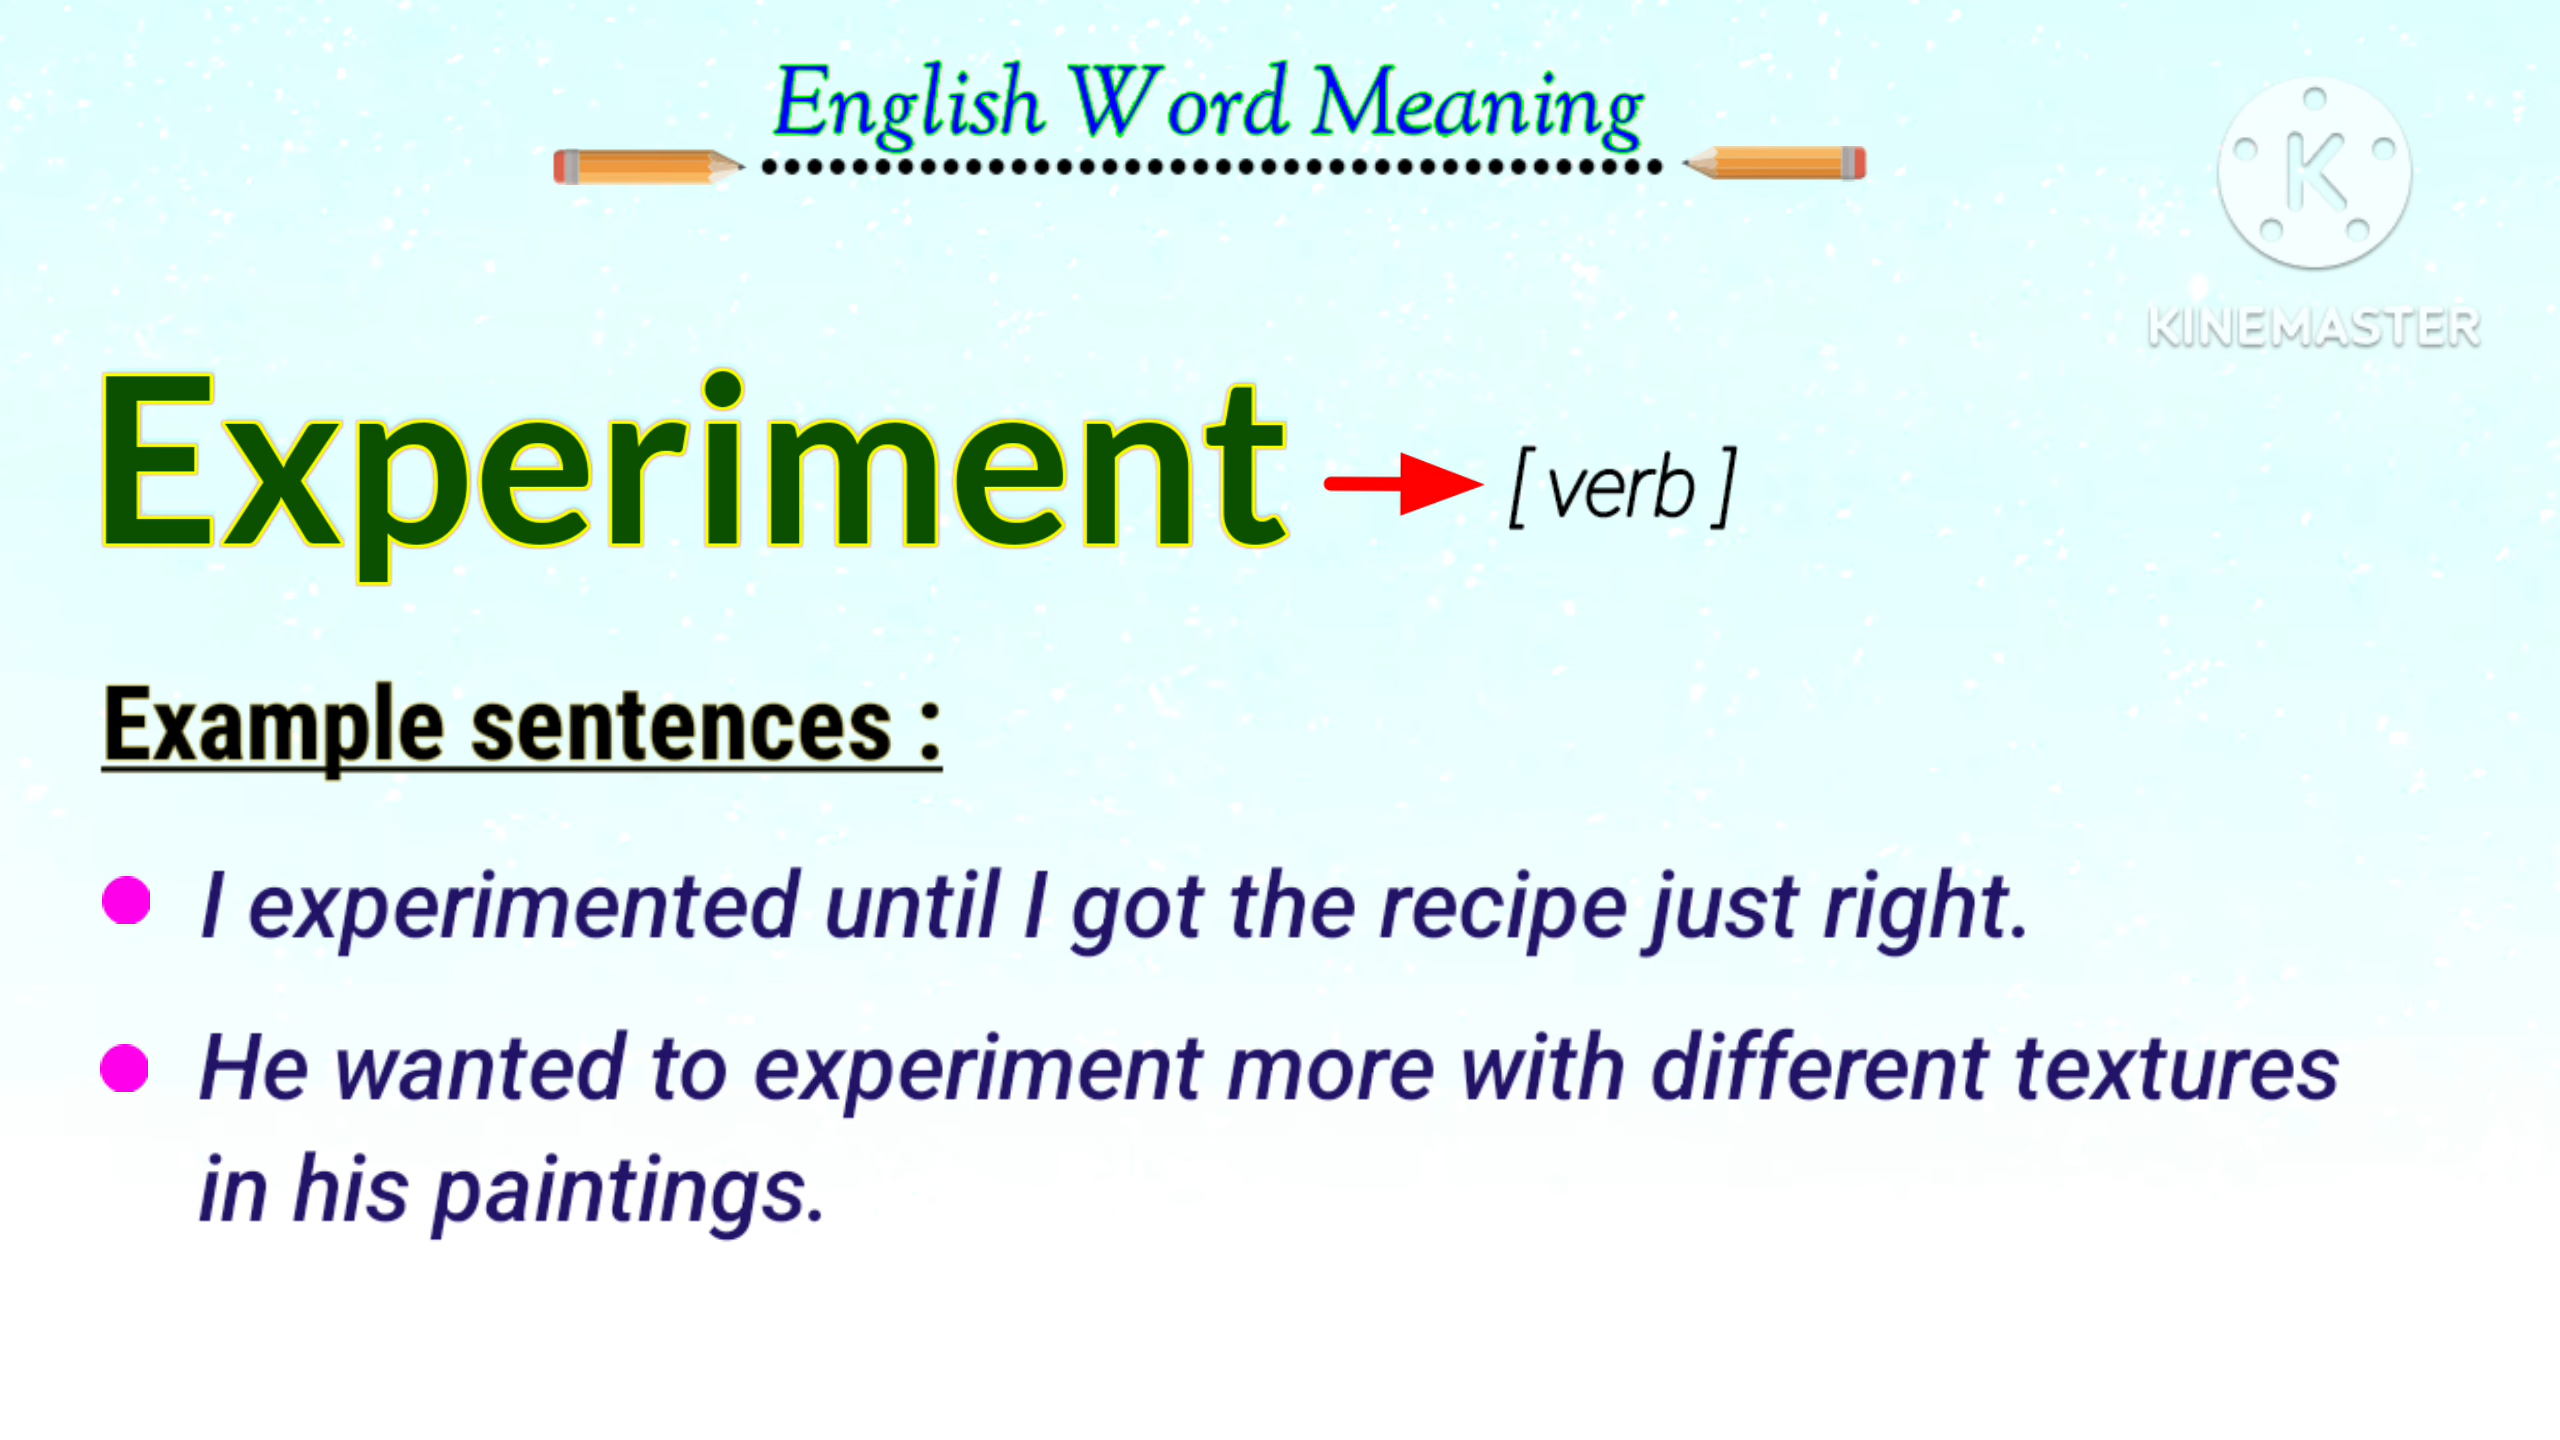 English Word Meaning
K
KINEMASTER
Experiment [ verb ]
Example sentences :
I experimented until I got the recipe just right.
He wanted to experiment more with different textures
in his paintings.